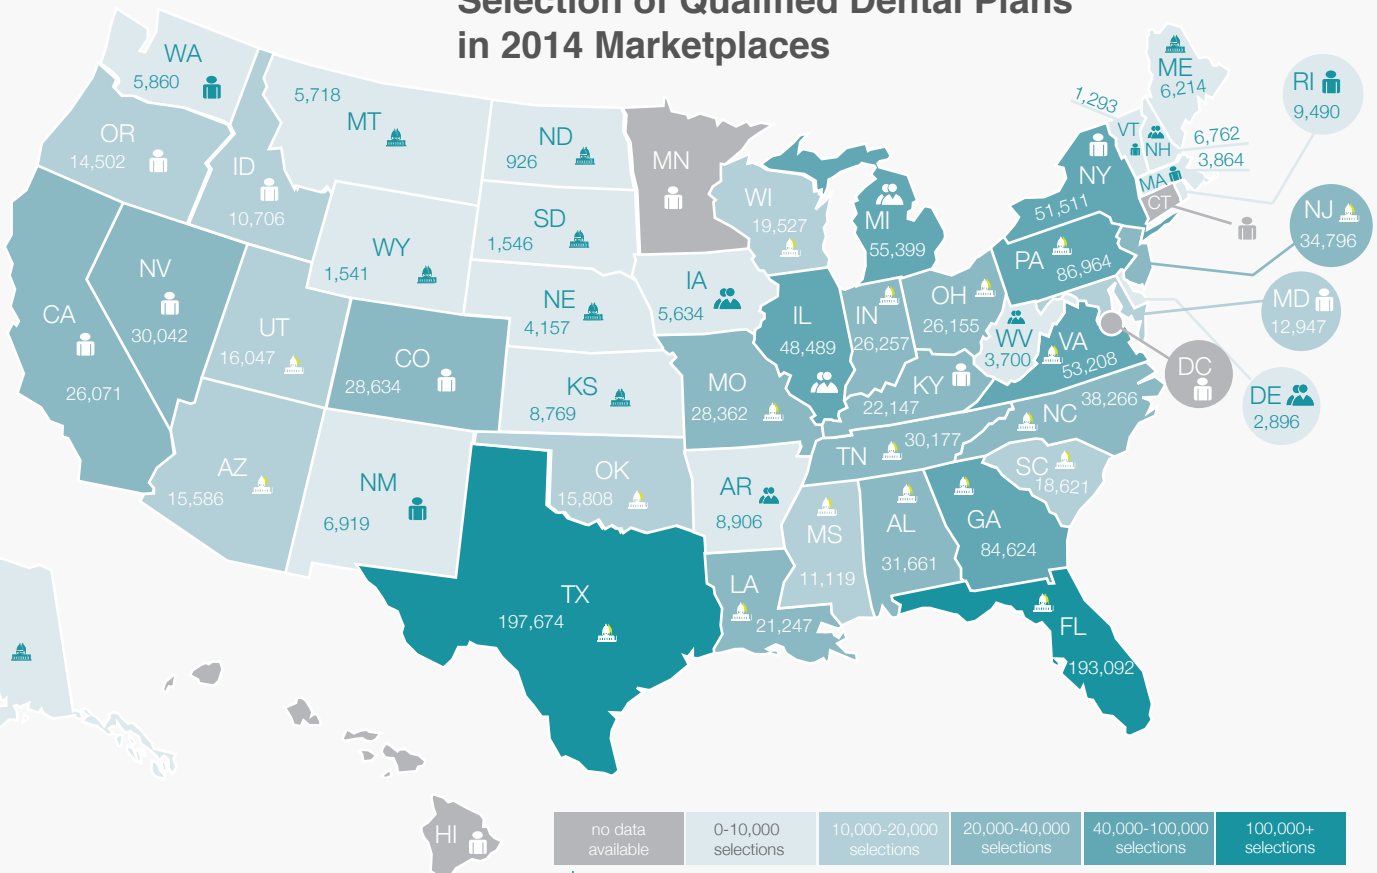 Selection of Qualified Dental Plans
in 2014 Marketplaces
WA
5,860
OR
14,502
ID
10,706
5,718
MT
ND
926
SD
1,546
WY
1,541
NE
4,157
MN
WI
19,527
IA
5,634
MI
55,399
ME
6,214
1,293
VT
NH
6,762
3,864
MA
CT
RI
9,490
NY
51,511
NJ
34,796
PA
86,964
MD
12,947
DC
DE
2,896
CA
26,071
NV
30,042
UT
16,047
CO
28,634
KS
8,769
MO
28,362
IL
48,489
IN
26,257
OH
26,155
WV
3,700
VA
53,208
KY
22,147
NC
38,266
TN
30,177
SC
18,621
AZ
15,586
NM
6,919
OK
15,808
AR
8,906
MS
11,119
AL
31,661
GA
84,624
TX
197,674
LA
21,247
FL
193,092
HI
no data
available
0-10,000
selections
10,000-20,000
selections
20,000-40,000
selections
40,000-100,000
selections
100,000+
selections